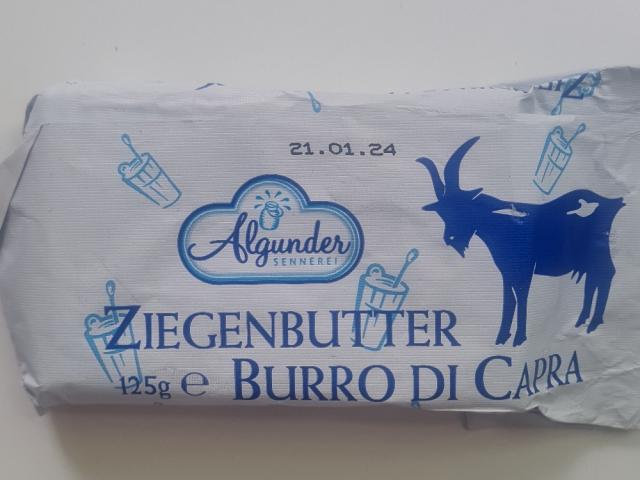 21.01.24
Algunder
SENNEREI
ZIEGENBUTTER
125g ℮ BURRO DI CAPRA